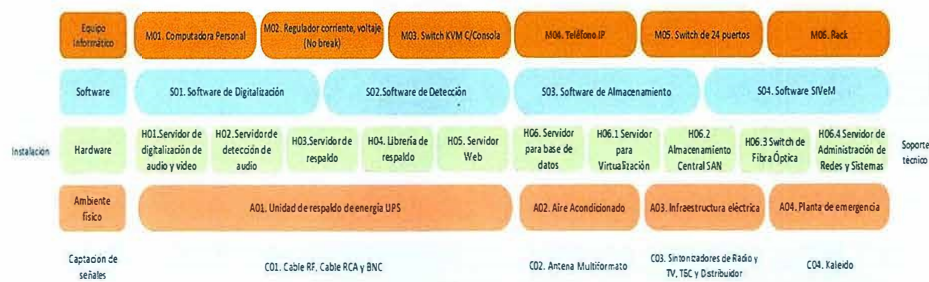 Equipo
Informático
M01. Computadora Personal
M02. Regulador corriente, voltaje
(No break)
M03. Switch KVM C/Consola
M04. Teléfono IP
M05. Switch de 24 puertos
M06. Rack
Software
S01. Software de Digitalización
S02.Software de Detección
S03. Software de Almacenamiento
S04. Software SIVeM
Instalación
Hardware
H01.Servidor de
digitalización de
audio y video
H02. Servidor de
detección de
audio
H03.Servidor de
respaldo
H04. Librería de
respaldo
H05. Servidor
Web
H06. Servidor
para base de
datos
H06.1 Servidor
para
Virtualización
H06.2
Almacenamiento
Central SAN
H06.3 Switch de
Fibra Óptica
H06.4 Servidor de
Administración de
Redes y Sistemas
Soporte
técnico
Ambiente
físico
A01. Unidad de respaldo de energía UPS
A02. Aire Acondicionado
A03. Infraestructura eléctrica
A04. Planta de emergencia
Captación de
señales
C01. Cable RF, Cable RCA y BNC
C02. Antena Multiformato
C03. Sintonizadores de Radio y
TV, TBC y Distribuidor
C04. Kaleido